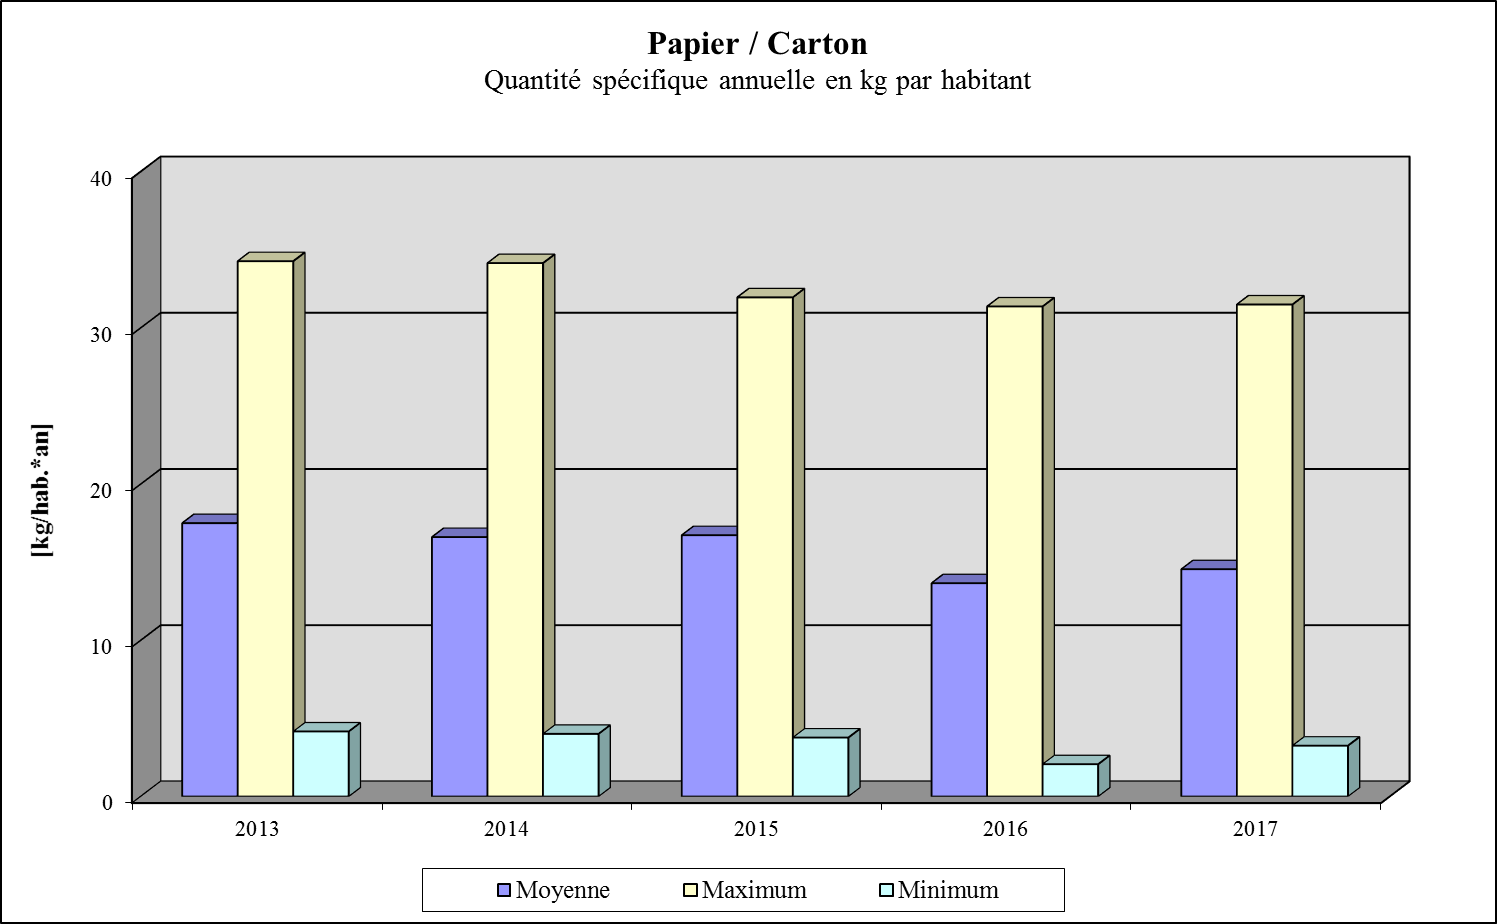 Papier / Carton
Quantité spécifique annuelle en kg par habitant
40
30
20
10
0
[kg/hab.*an]
2013 2014 2015 2016 2017
Moyenne Maximum Minimum